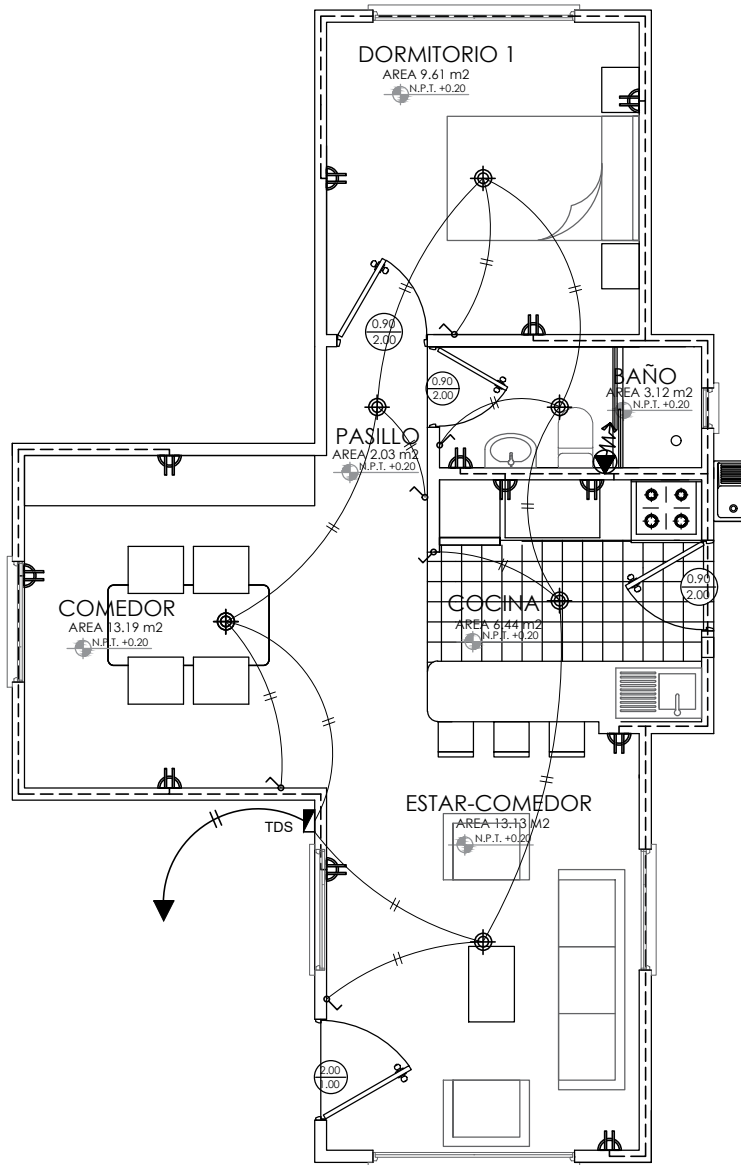 DORMITORIO 1
AREA 9.61 m2
N.P.T. +0.20
0.90
2.00
BAÑO
AREA 3.12 m2
N.P.T. +0.20
0.90
2.00
PASILLO
AREA 2.03 m2
N.P.T. +0.20
COMEDOR
AREA 13.19 m2
N.P.T. +0.20
COCINA
AREA 6.44 m2
N.P.T. +0.20
0.90
2.00
ESTAR-COMEDOR
AREA 13.13 M2
N.P.T. +0.20
TDS
2.00
1.00